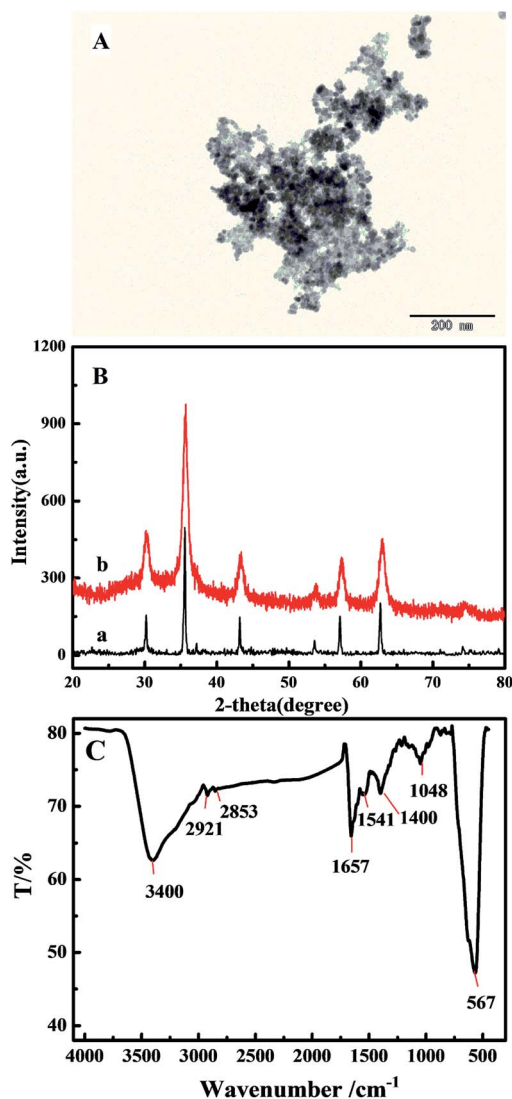 A
200 nm
1200
900
600
300
0
B
b
a
Intensity(a.u.)
20 30 40 50 60 70 80
2-theta(degree)
80
70
60
50
40
C
2921
2853
3400
1657
1541
1400
1048
567
T/%
4000 3500 3000 2500 2000 1500 1000 500
Wavenumber /cm-1